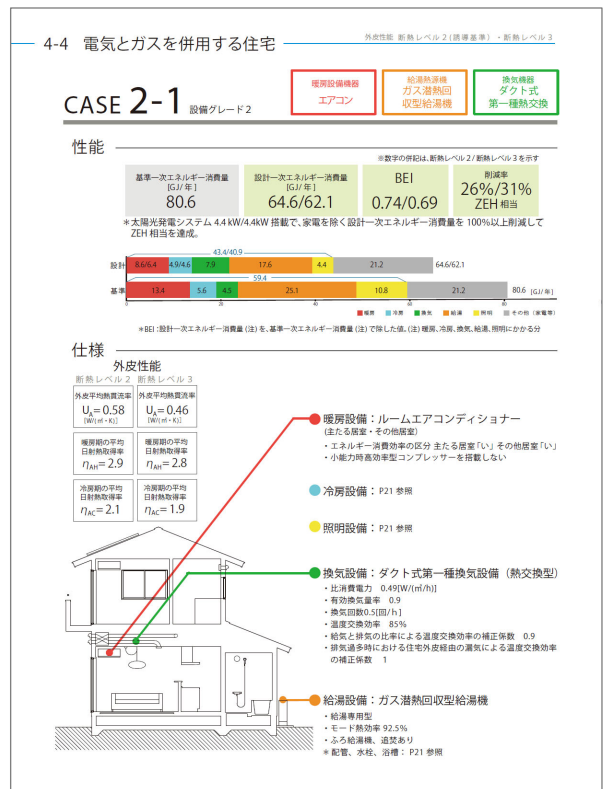 外皮性能 断熱レベル2(誘導基準)・断熱レベル3
4-4 電気とガスを併用する住宅
CASE 2-1 設備グレード2
暖房設備機器
エアコン
給湯熱源機
ガス潜熱回
収型給湯機
換気機器
ダクト式
第一種熱交換
性能
※数字の併記は、断熱レベル2/断熱レベル3を示す
基準一次エネルギー消費量
[GJ/年]
80.6
設計一次エネルギー消費量
[GJ/年]
64.6/62.1
BEI
0.74/0.69
削減率
26%/31%
ZEH相当
*太陽光発電システム 4.4 kW/4.4kW 搭載で、家電を除く設計一次エネルギー消費量を 100%以上削減して
ZEH 相当を達成。
43.4/40.9
設計 8.6/6.4 4.9/4.6 7.9 17.6 4.4 21.2 64.6/62.1
59.4
基準 13.4 5.6 4.5 25.1 10.8 21.2 80.6 [GJ/年]
0 20 40 60 80
暖房 冷房 換気 給湯 照明 その他(家電等)
*BEI:設計一次エネルギー消費量(注)を、基準一次エネルギー消費量(注)で除した値。(注)暖房、冷房、換気、給湯、照明にかかる分
仕様
外皮性能
断熱レベル2 断熱レベル3
外皮平均熱貫流率
UA=0.58
[W/(㎡・K)]
外皮平均熱貫流率
UA=0.46
[W/(㎡・K)]
暖房期の平均
日射熱取得率
ηAH=2.9
暖房期の平均
日射熱取得率
ηAH=2.8
冷房期の平均
日射熱取得率
ηAC=2.1
冷房期の平均
日射熱取得率
ηAC=1.9
暖房設備:ルームエアコンディショナー
(主たる居室・その他居室)
・エネルギー消費効率の区分 主たる居室「い」その他居室「い」
・小能力時高効率型コンプレッサーを搭載しない
冷房設備:P21 参照
照明設備:P21 参照
換気設備:ダクト式第一種換気設備(熱交換型)
・比消費電力 0.49[W/(㎥/h)]
・有効換気量率 0.9
・換気回数0.5[回/h]
・温度交換効率 85%
・給気と排気の比率による温度交換効率の補正係数 0.9
・排気過多時における住宅外皮経由の漏気による温度交換効率
の補正係数 1
給湯設備:ガス潜熱回収型給湯機
・給湯専用型
・モード熱効率 92.5%
・ふろ給湯機、追焚あり
*配管、水栓、浴槽: P21 参照